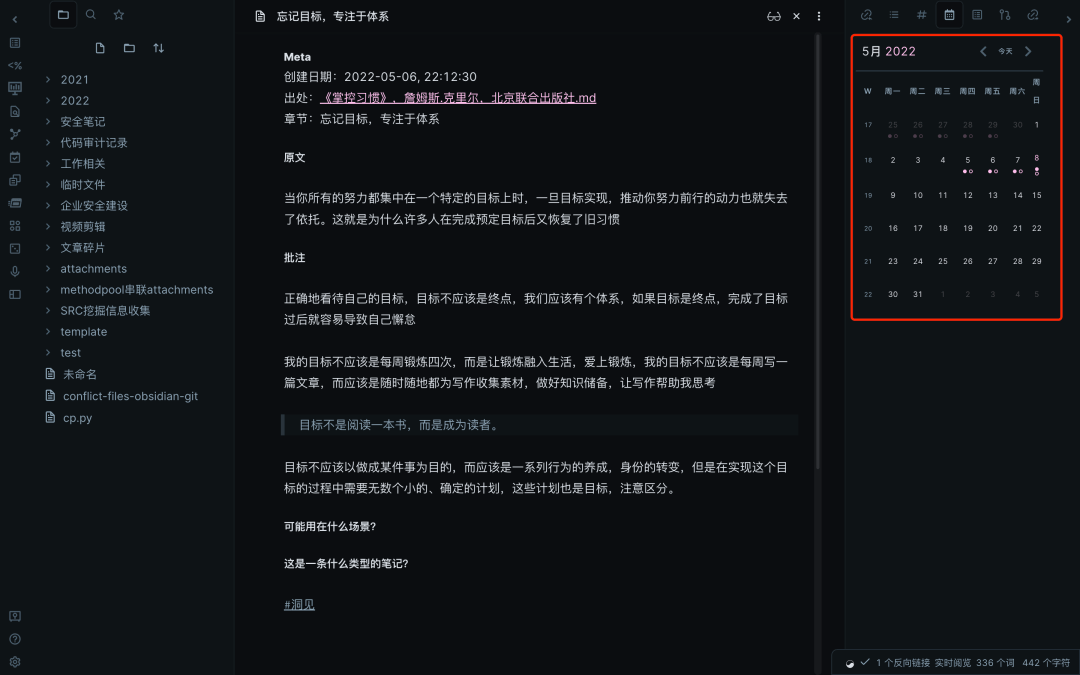 忘记目标，专注于体系
2021
2022
安全笔记
代码审计记录
工作相关
临时文件
企业安全建设
视频剪辑
文章碎片
attachments
methodpool串联attachments
SRC挖掘信息收集
template
test
未命名
conflict-files-obsidian-git
cp.py
Meta
创建日期：2022-05-06, 22:12:30
出处：《掌控习惯》，詹姆斯.克里尔，北京联合出版社.md
章节：忘记目标，专注于体系
原文
当你所有的努力都集中在一个特定的目标上时，一旦目标实现，推动你努力前行的动力也就失去
了依托。这就是为什么许多人在完成预定目标后又恢复了旧习惯
批注
正确地看待自己的目标，目标不应该是终点，我们应该有个体系，如果目标是终点，完成了目标
过后就容易导致自己懈怠
我的目标不应该是每周锻炼四次，而是让锻炼融入生活，爱上锻炼，我的目标不应该是每周写一
篇文章，而应该是随时随地都为写作收集素材，做好知识储备，让写作帮助我思考
目标不是阅读一本书，而是成为读者。
目标不应该以做成某件事为目的，而应该是一系列行为的养成，身份的转变，但是在实现这个目
标的过程中需要无数个小的、确定的计划，这些计划也是目标，注意区分。
可能用在什么场景？
这是一条什么类型的笔记？
#洞见
5月 2022 今天
W 周一 周二 周三 周四 周五 周六 周日
17 25 26 27 28 29 30 1
18 2 3 4 5 6 7 8
19 9 10 11 12 13 14 15
20 16 17 18 19 20 21 22
21 23 24 25 26 27 28 29
22 30 31 1 2 3 4 5
1 个反向链接 实时阅览 336 个词 442 个字符